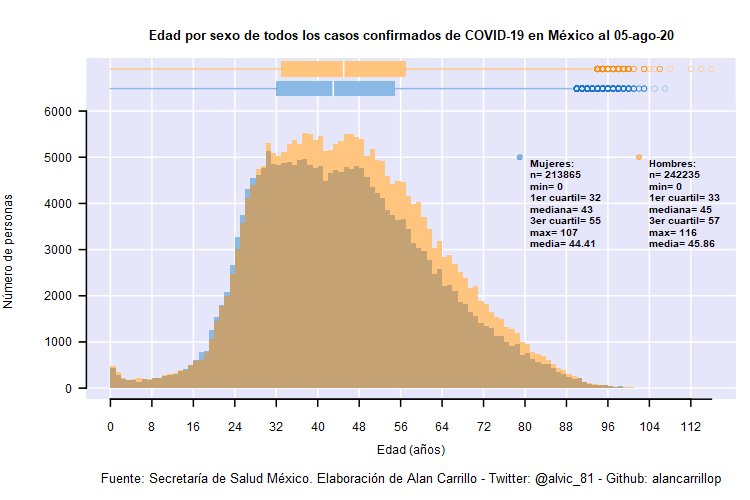 Edad por sexo de todos los casos confirmados de COVID-19 en México al 05-ago-20
6000
5000
4000
3000
2000
1000
0
Número de personas
Mujeres:
n= 213865
min= 0
1er cuartil= 32
mediana= 43
3er cuartil= 55
max= 107
media= 44.41
Hombres:
n= 242235
min= 0
1er cuartil= 33
mediana= 45
3er cuartil= 57
max= 116
media= 45.86
0 8 16 24 32 40 48 56 64 72 80 88 96 104 112
Edad (años)
Fuente: Secretaría de Salud México. Elaboración de Alan Carrillo - Twitter: @alvic_81 - Github: alancarrillop